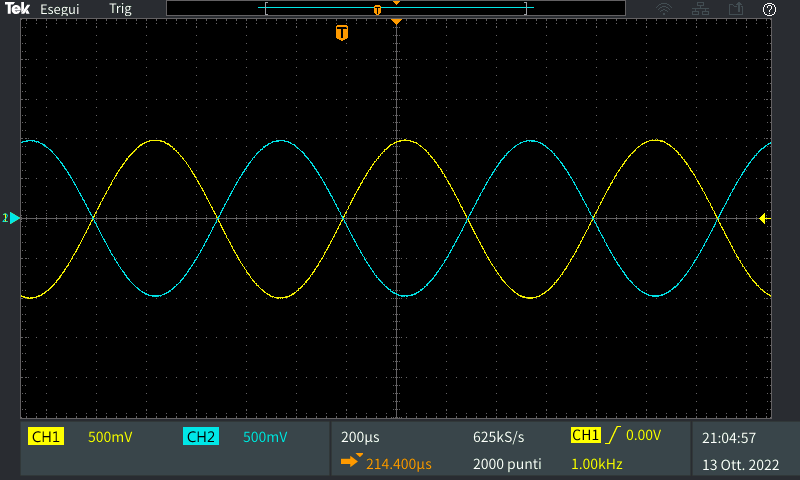 Tek Esegui Trig T ?
T
CH1 500mV CH2 500mV 200µs 625kS/s CH1 0.00V 21:04:57
214.400µs 2000 punti 1.00kHz 13 Ott. 2022